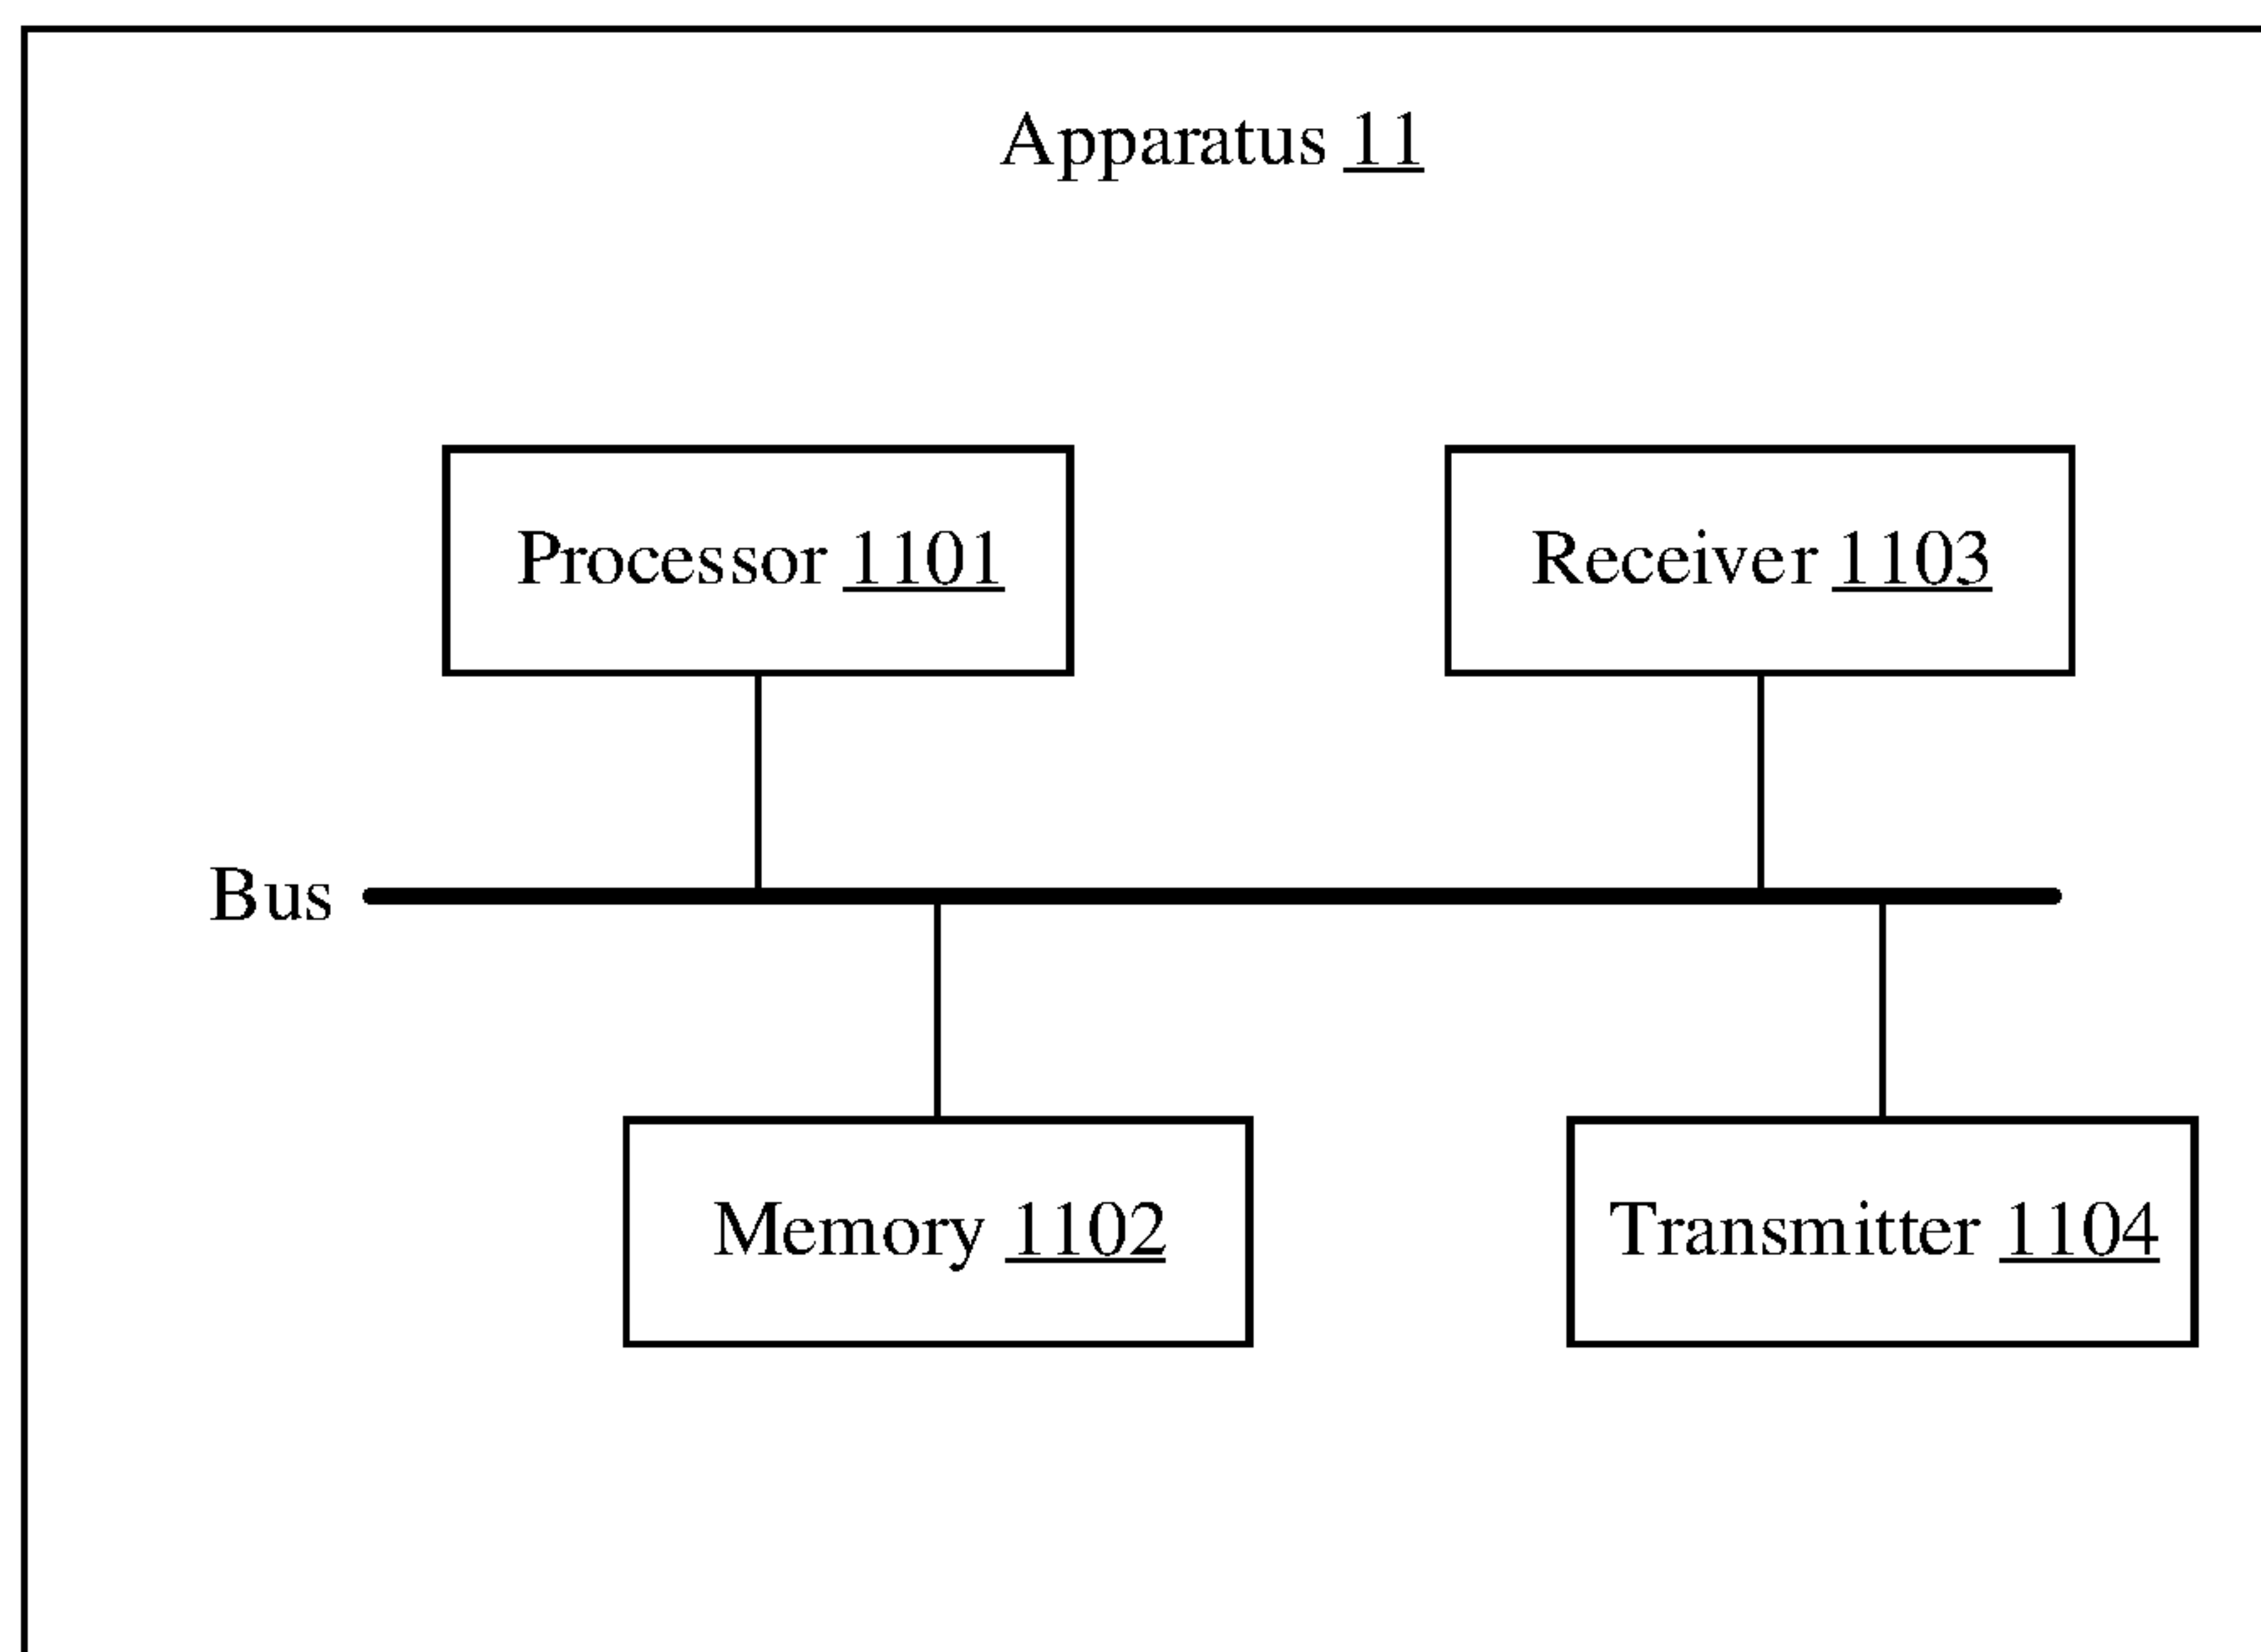 Apparatus 11
Processor 1101
Receiver 1103
Bus
Memory 1102
Transmitter 1104